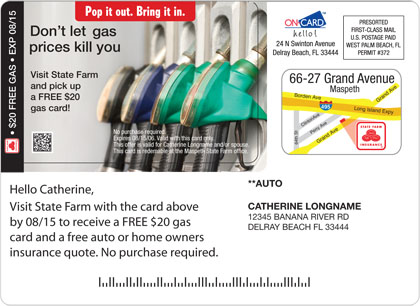 Pop it out. Bring it in.
• $20 FREE GAS • EXP 08/15
Don't let gas
prices kill you
Visit State Farm
and pick up
a FREE $20
gas card!
No purchase required.
Expires 08/15/06. Valid with this card only.
This offer is valid for Catherine Longname and/or spouse.
This card is redeemable at the Maspeth State Farm office.
ON CARD
hello!
24 N Swinton Avenue
Delray Beach, FL 33444
PRESORTED
FIRST-CLASS MAIL
U.S. POSTAGE PAID
WEST PALM BEACH, FL
PERMIT #372
66-27 Grand Avenue
Maspeth
Borden Ave
495
Grand Ave
Long Island Expy
Grand Ave
STATE FARM
INSURANCE
Hello Catherine,
Visit State Farm with the card above
by 08/15 to receive a FREE $20 gas
card and a free auto or home owners
insurance quote. No purchase required.
**AUTO
CATHERINE LONGNAME
12345 BANANA RIVER RD
DELRAY BEACH FL 33444